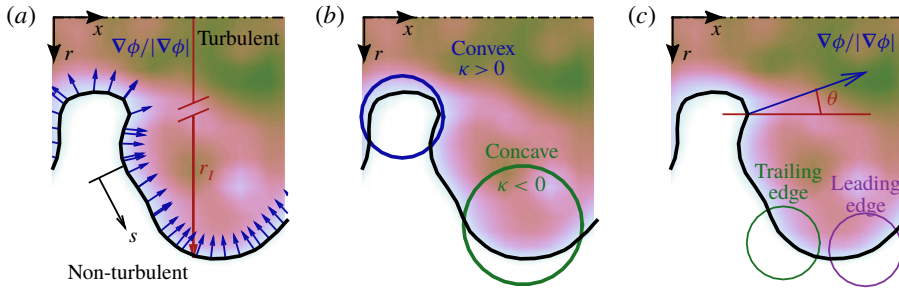 (a)
x
r
∇ϕ/|∇ϕ|
Turbulent
r_I
s
Non-turbulent
(b)
x
r
Convex
κ > 0
Concave
κ < 0
(c)
x
r
∇ϕ/|∇ϕ|
θ
Trailing
edge
Leading
edge